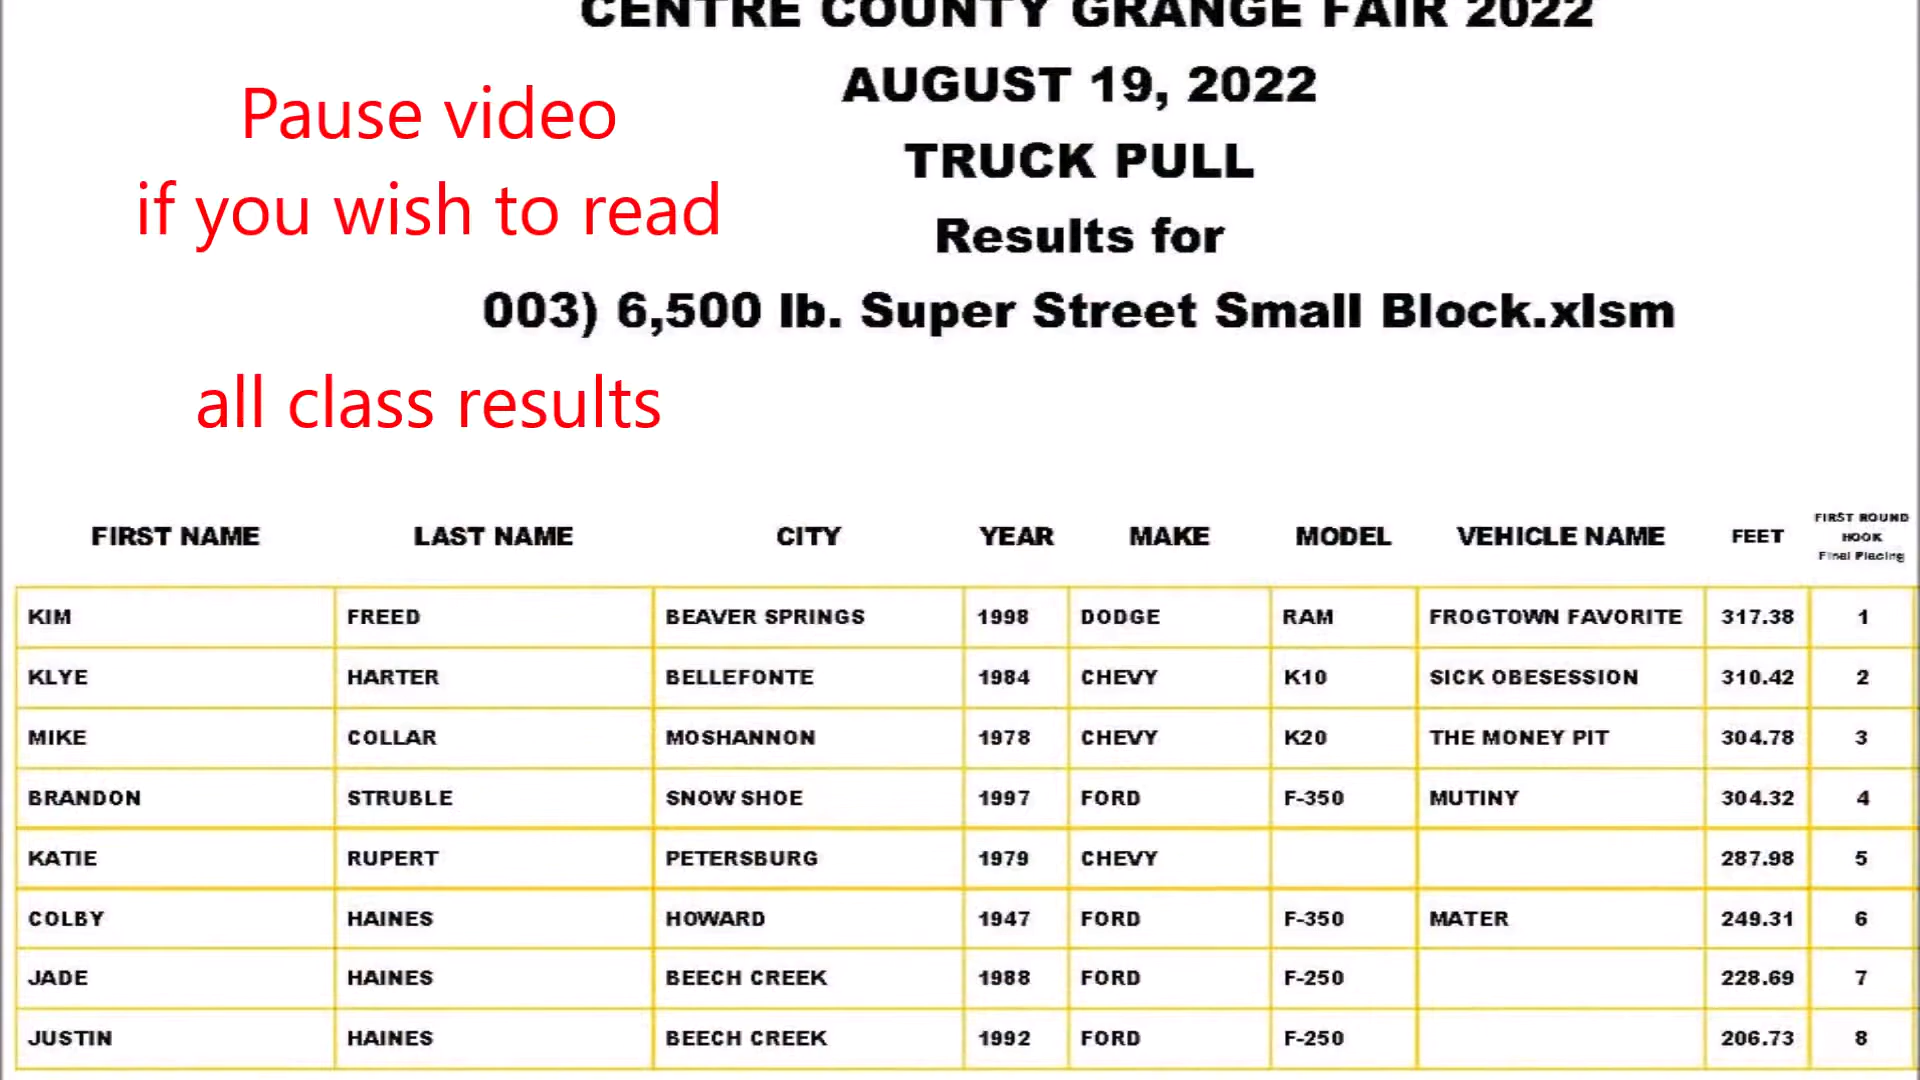 CENTRE COUNTY GRANGE FAIR 2022
AUGUST 19, 2022
TRUCK PULL
Results for
003) 6,500 lb. Super Street Small Block.xlsm
Pause video
if you wish to read
all class results
FIRST NAME LAST NAME CITY YEAR MAKE MODEL VEHICLE NAME FEET FIRST ROUND HOOK Final Placing
KIM FREED BEAVER SPRINGS 1998 DODGE RAM FROGTOWN FAVORITE 317.38 1
KLYE HARTER BELLEFONTE 1984 CHEVY K10 SICK OBESESSION 310.42 2
MIKE COLLAR MOSHANNON 1978 CHEVY K20 THE MONEY PIT 304.78 3
BRANDON STRUBLE SNOW SHOE 1997 FORD F-350 MUTINY 304.32 4
KATIE RUPERT PETERSBURG 1979 CHEVY 287.98 5
COLBY HAINES HOWARD 1947 FORD F-350 MATER 249.31 6
JADE HAINES BEECH CREEK 1988 FORD F-250 228.69 7
JUSTIN HAINES BEECH CREEK 1992 FORD F-250 206.73 8